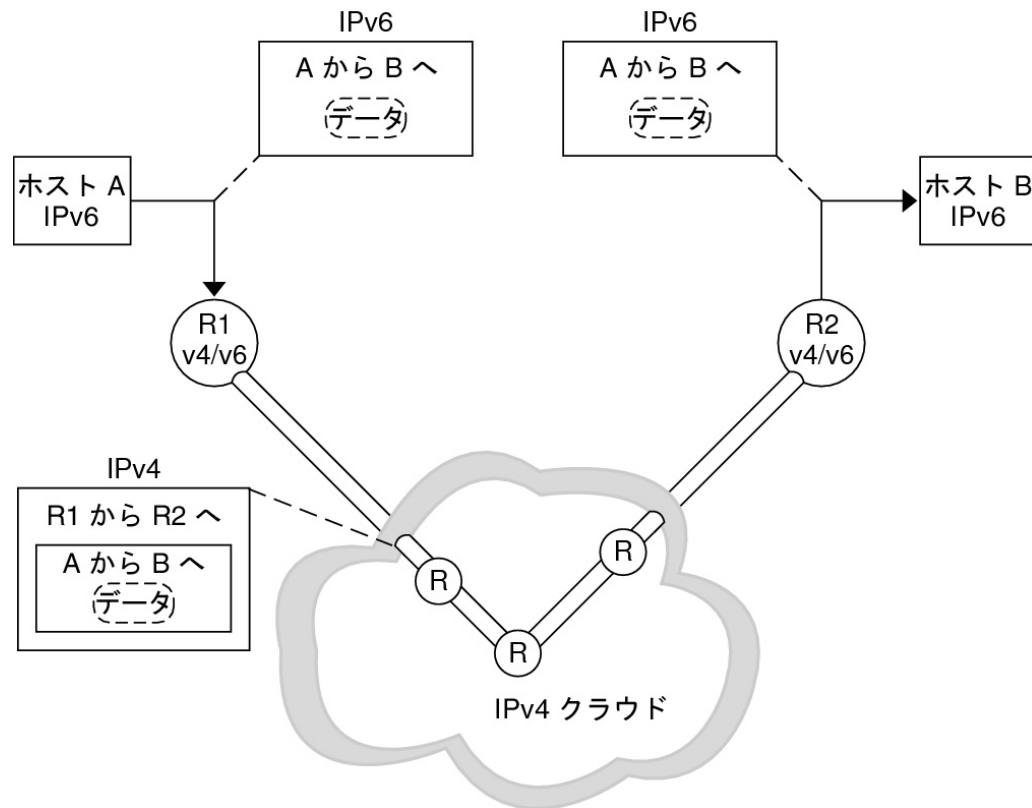 IPv6
A から B へ
データ
IPv6
A から B へ
データ
ホスト A
IPv6
ホスト B
IPv6
R1
v4/v6
R2
v4/v6
IPv4
R1 から R2 へ
A から B へ
データ
R
R
R
IPv4 クラウド